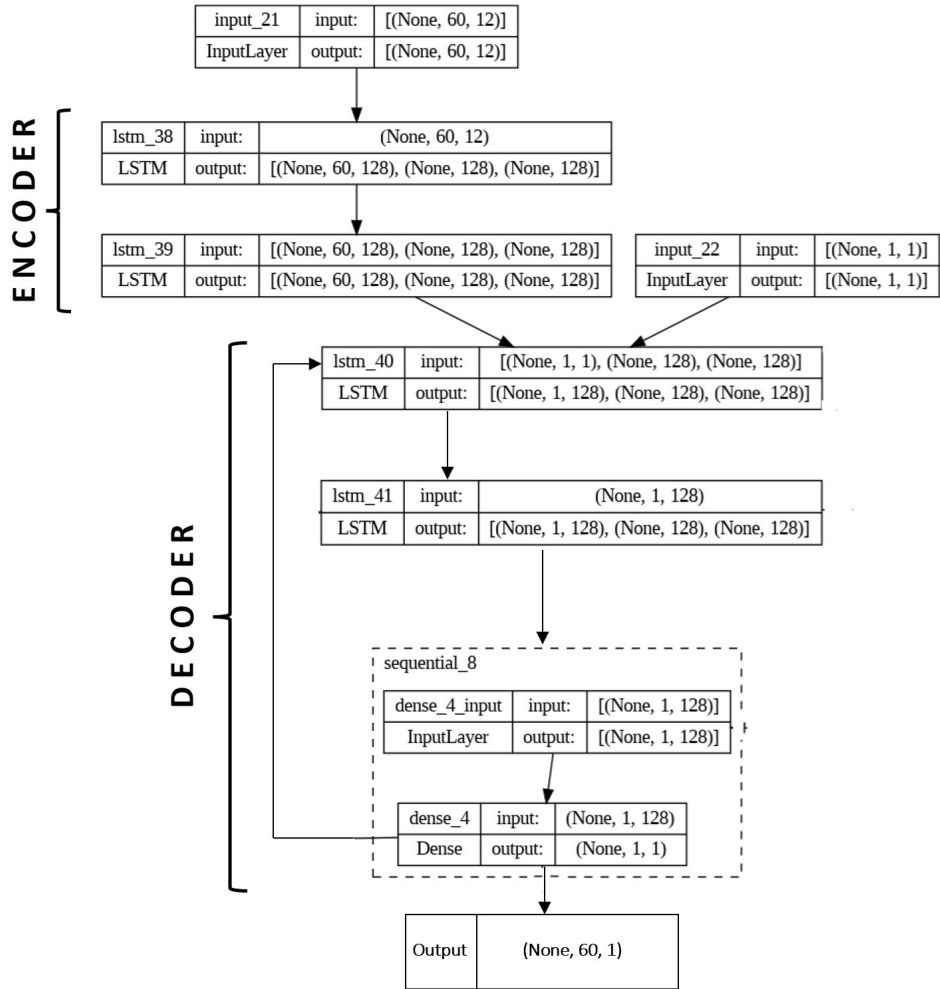 input_21 input: [(None, 60, 12)]
InputLayer output: [(None, 60, 12)]
ENCODER
lstm_38 input: (None, 60, 12)
LSTM output: [(None, 60, 128), (None, 128), (None, 128)]
lstm_39 input: [(None, 60, 128), (None, 128), (None, 128)]
LSTM output: [(None, 60, 128), (None, 128), (None, 128)]
input_22 input: [(None, 1, 1)]
InputLayer output: [(None, 1, 1)]
DECODER
lstm_40 input: [(None, 1, 1), (None, 128), (None, 128)]
LSTM output: [(None, 1, 128), (None, 128), (None, 128)]
lstm_41 input: (None, 1, 128)
LSTM output: [(None, 1, 128), (None, 128), (None, 128)]
sequential_8
dense_4_input input: [(None, 1, 128)]
InputLayer output: [(None, 1, 128)]
dense_4 input: (None, 1, 128)
Dense output: (None, 1, 1)
Output (None, 60, 1)